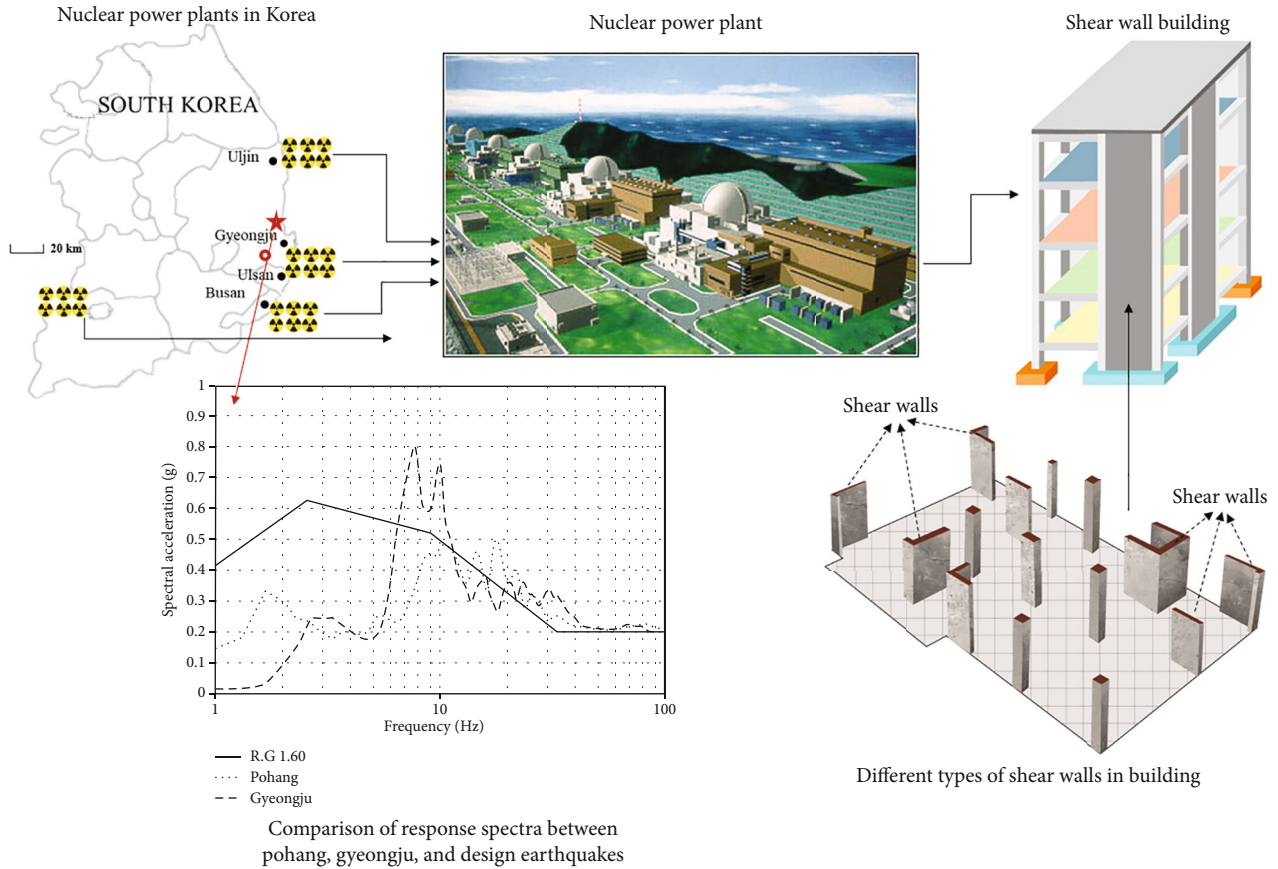 Nuclear power plants in Korea
Nuclear power plant
Shear wall building
SOUTH KOREA
Uljin
Gyeongju
20 km
Ulsan
Busan
1
0.9
0.8
0.7
0.6
0.5
0.4
0.3
0.2
0.1
0
Spectral acceleration (g)
1
10
100
Frequency (Hz)
R.G 1.60
Pohang
Gyeongju
Comparison of response spectra between
pohang, gyeongju, and design earthquakes
Shear walls
Shear walls
Different types of shear walls in building